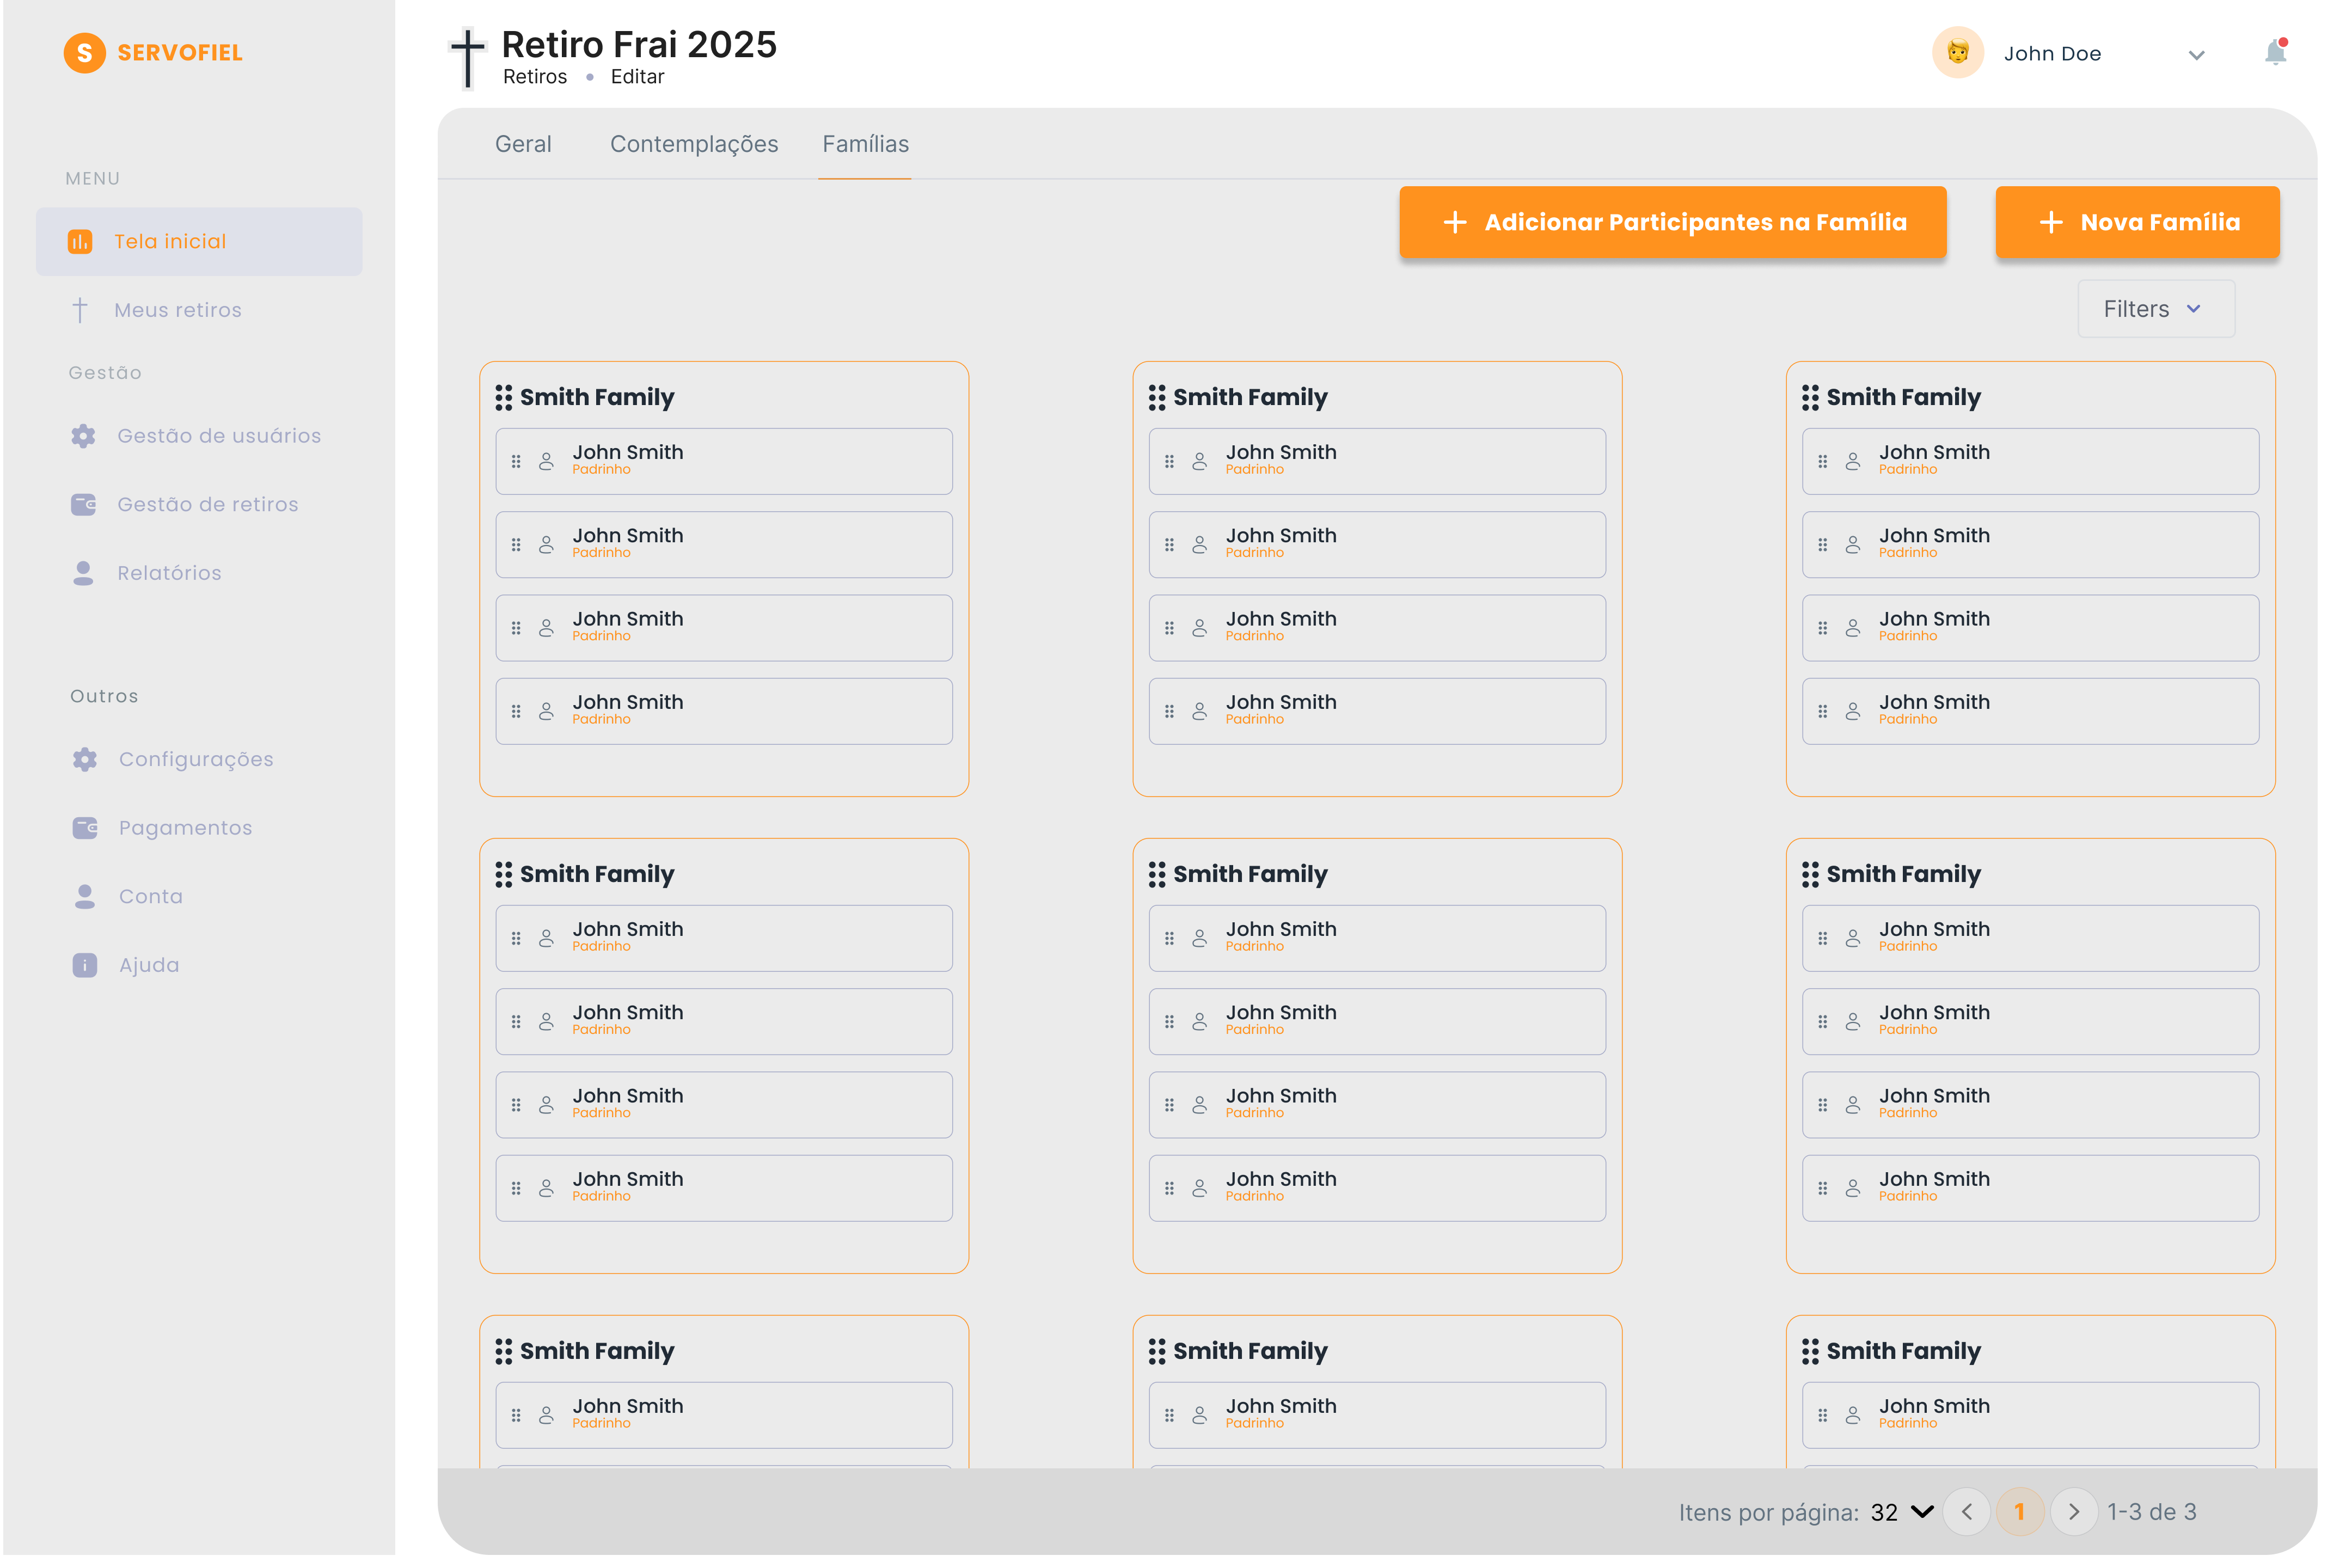 S SERVOFIEL
MENU
Tela inicial
Meus retiros
Gestão
Gestão de usuários
Gestão de retiros
Relatórios
Outros
Configurações
Pagamentos
Conta
Ajuda
Retiro Frai 2025
Retiros • Editar
John Doe
Geral Contemplações Famílias
+ Adicionar Participantes na Família + Nova Família
Filters
Smith Family Smith Family Smith Family
John Smith John Smith John Smith
Padrinho Padrinho Padrinho
John Smith John Smith John Smith
Padrinho Padrinho Padrinho
John Smith John Smith John Smith
Padrinho Padrinho Padrinho
John Smith John Smith John Smith
Padrinho Padrinho Padrinho
Smith Family Smith Family Smith Family
John Smith John Smith John Smith
Padrinho Padrinho Padrinho
John Smith John Smith John Smith
Padrinho Padrinho Padrinho
John Smith John Smith John Smith
Padrinho Padrinho Padrinho
John Smith John Smith John Smith
Padrinho Padrinho Padrinho
Smith Family Smith Family Smith Family
John Smith John Smith John Smith
Padrinho Padrinho Padrinho
Itens por página: 32 1 1-3 de 3